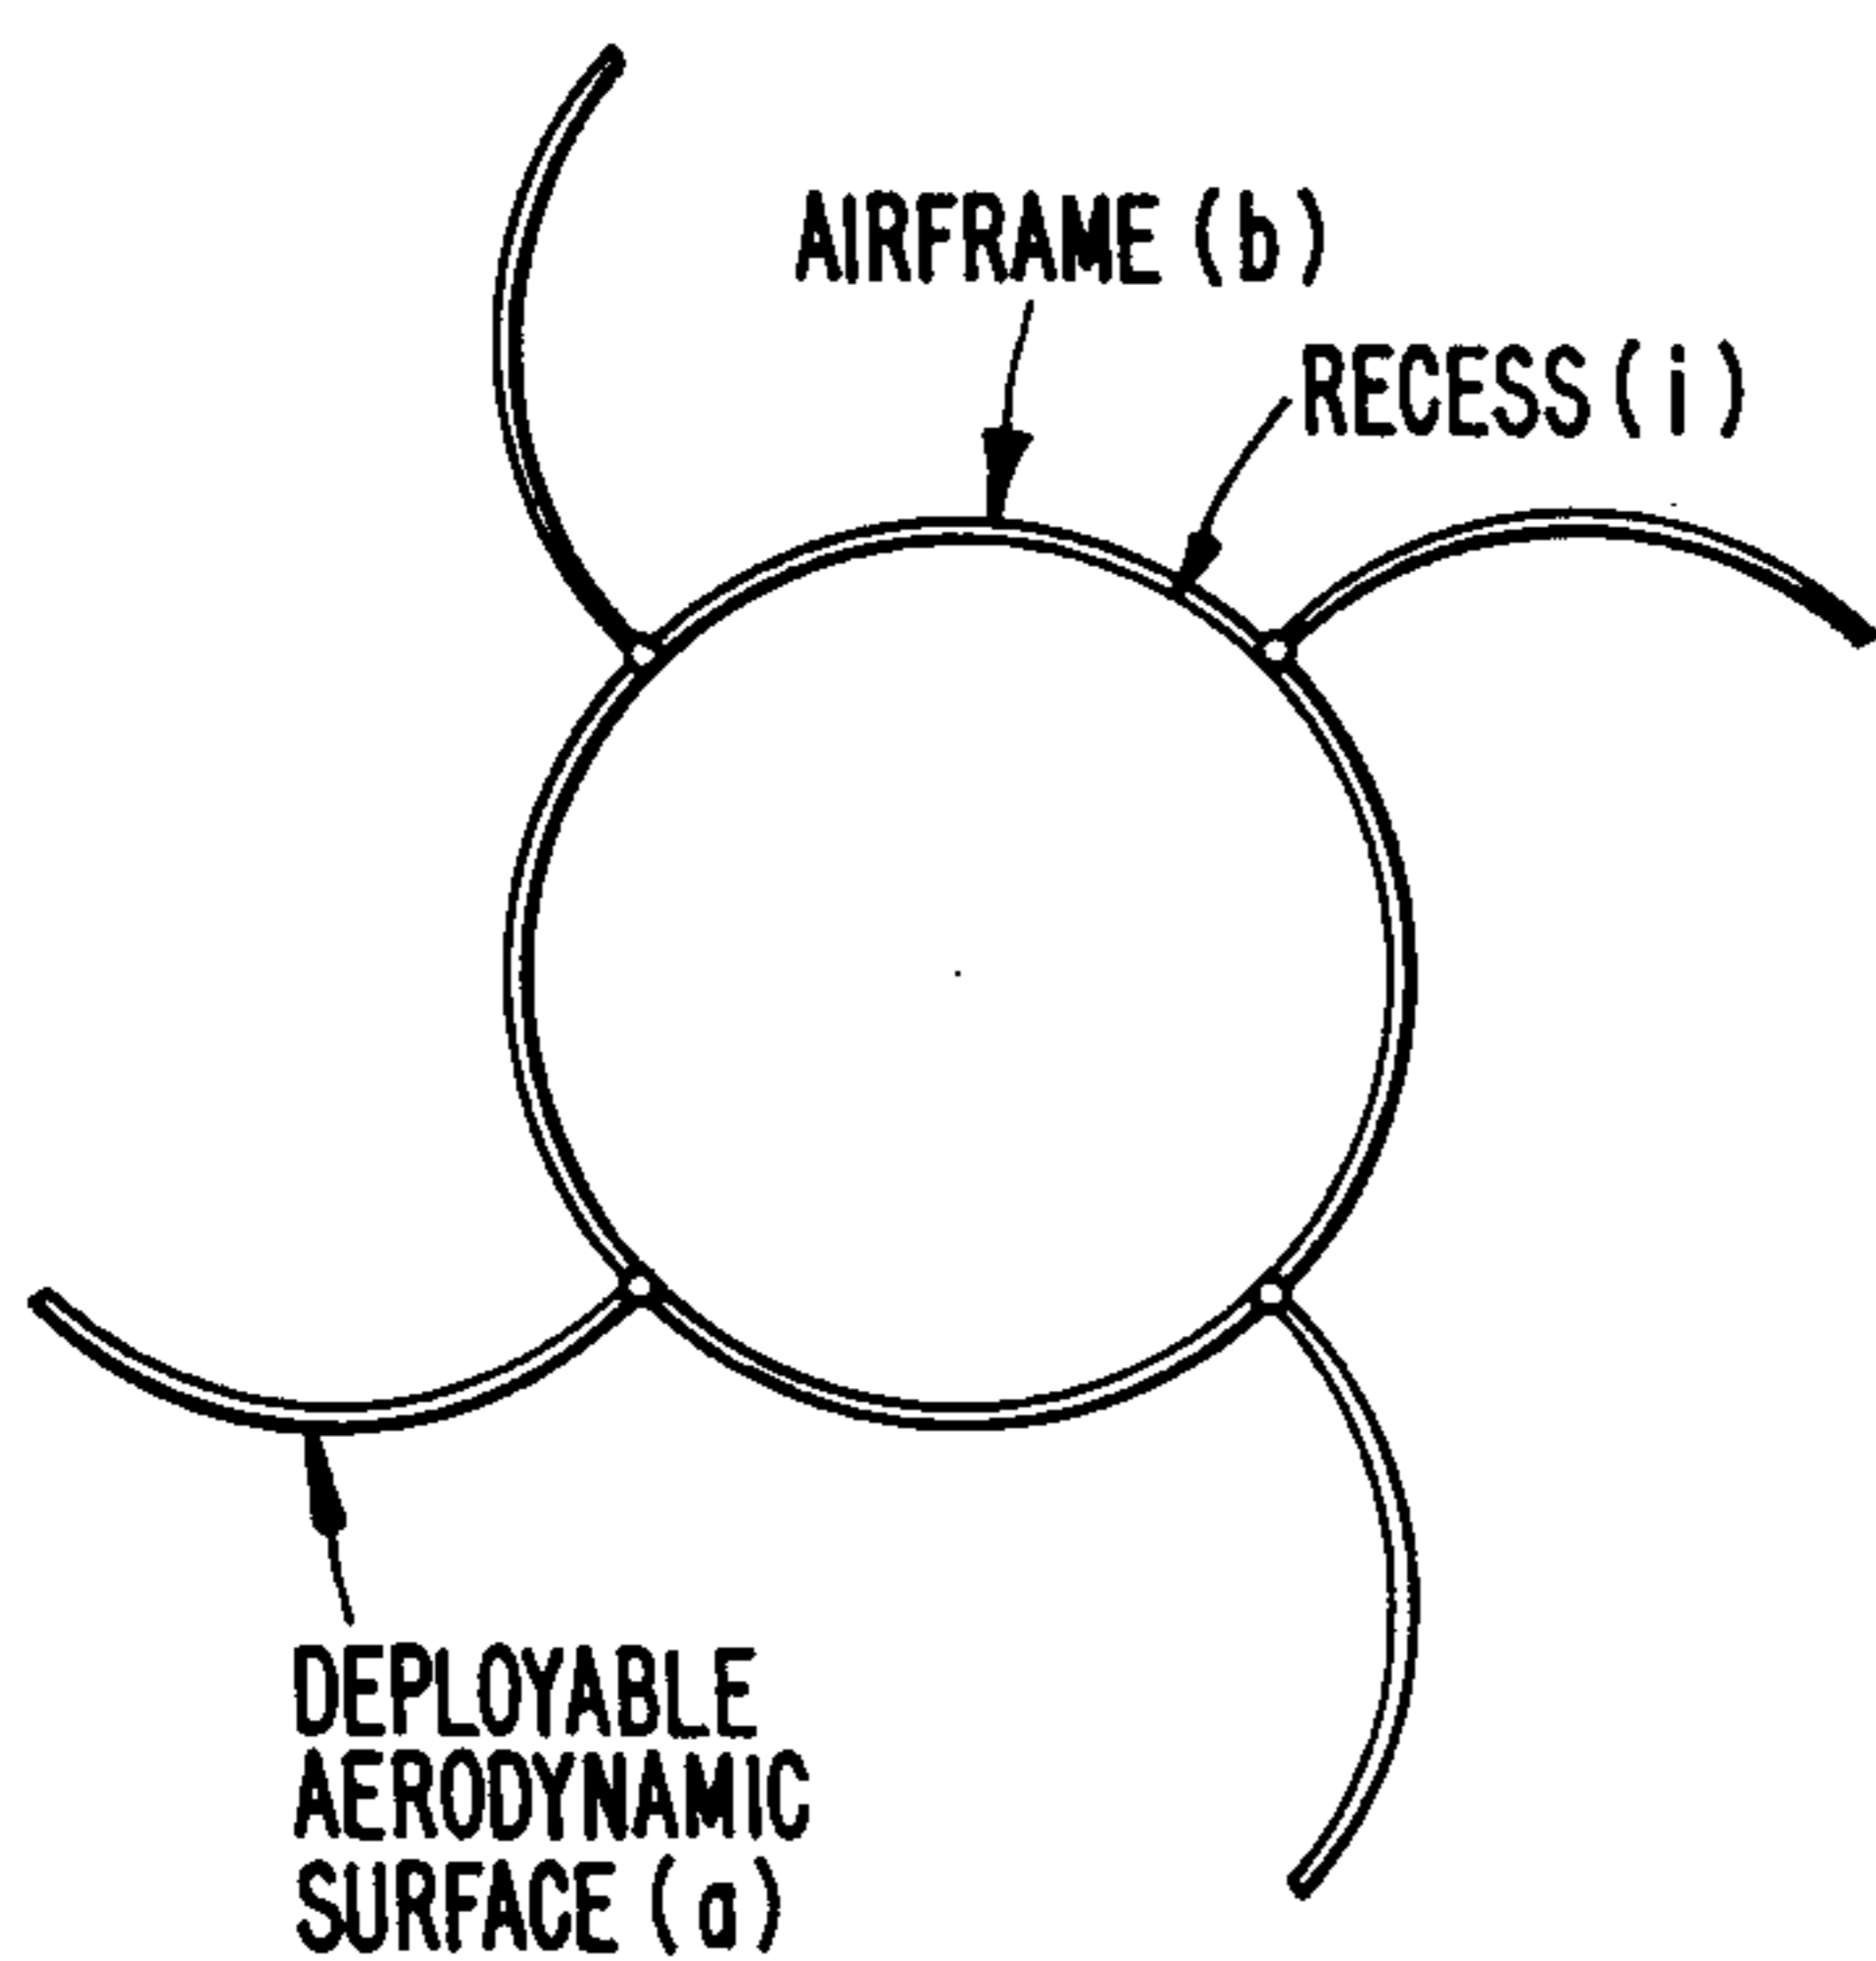 AIRFRAME (b)
RECESS (i)
DEPLOYABLE
AERODYNAMIC
SURFACE (a)